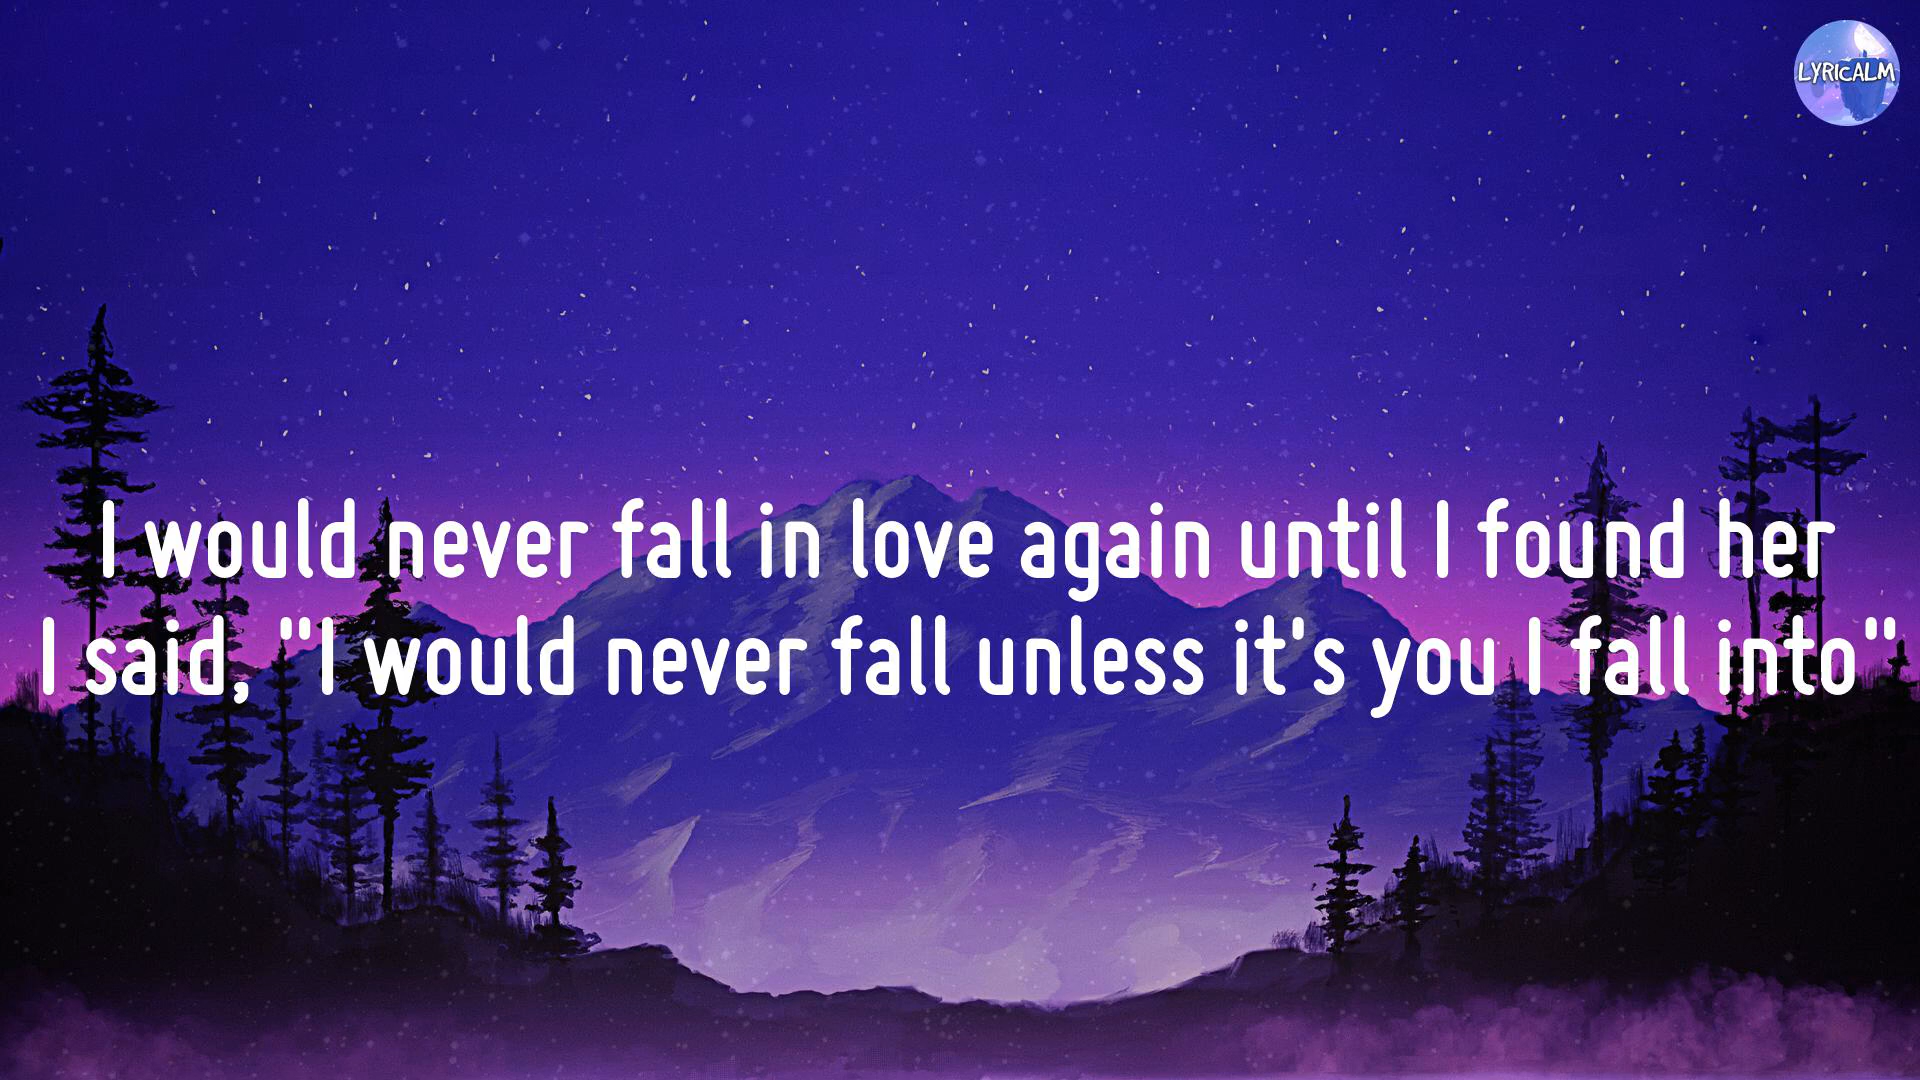 LYRICALM
I would never fall in love again until I found her
I said, "I would never fall unless it's you I fall into"